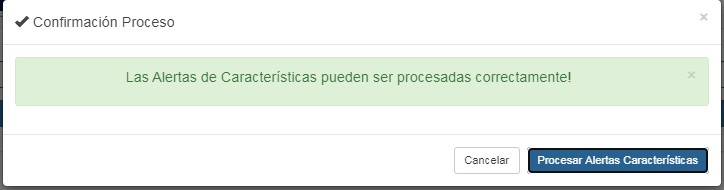 Confirmación Proceso
×
Las Alertas de Características pueden ser procesadas correctamente!
×
Cancelar
Procesar Alertas Características